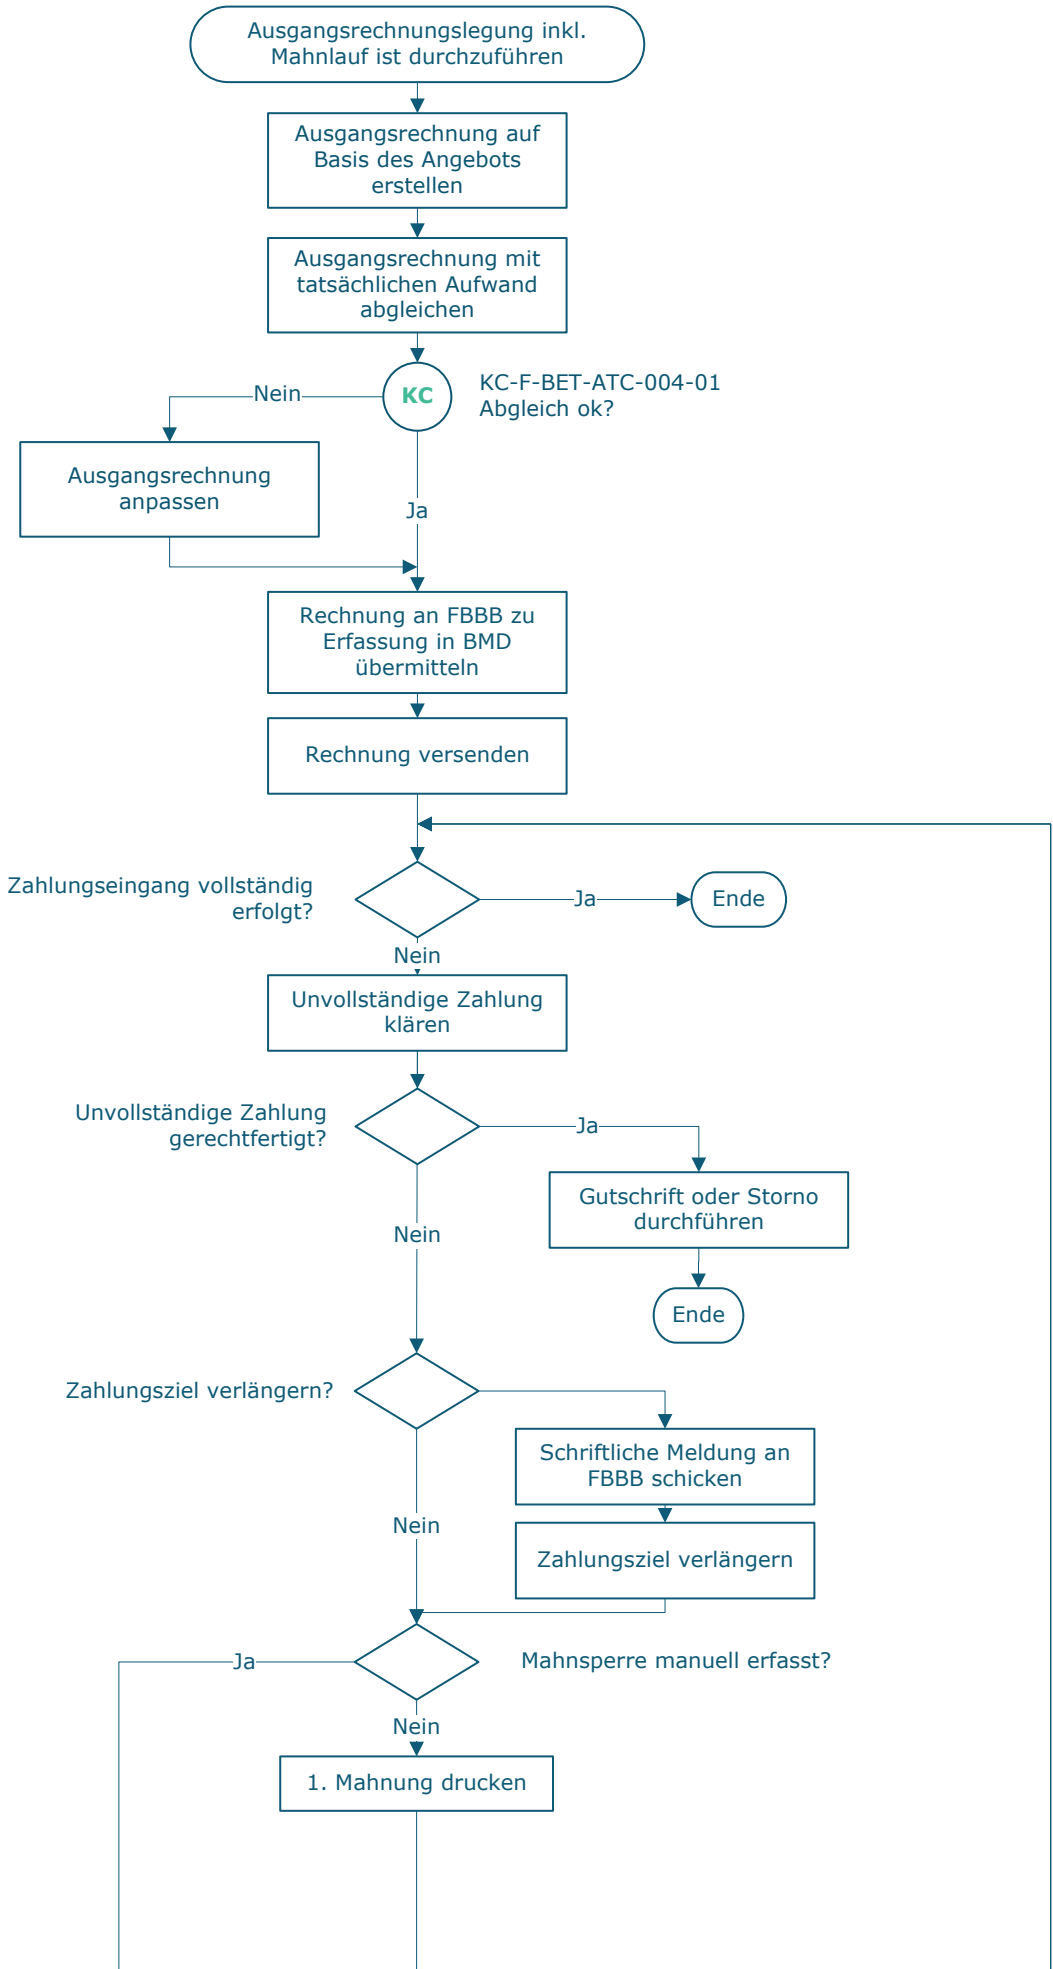 Ausgangsrechnungslegung inkl.
Mahnlauf ist durchzuführen
Ausgangsrechnung auf
Basis des Angebots
erstellen
Ausgangsrechnung mit
tatsächlichen Aufwand
abgleichen
KC
KC-F-BET-ATC-004-01
Abgleich ok?
Nein
Ausgangsrechnung
anpassen
Ja
Rechnung an FBBB zu
Erfassung in BMD
übermitteln
Rechnung versenden
Zahlungseingang vollständig
erfolgt?
Ja
Ende
Nein
Unvollständige Zahlung
klären
Unvollständige Zahlung
gerechtfertigt?
Ja
Gutschrift oder Storno
durchführen
Nein
Ende
Zahlungsziel verlängern?
Schriftliche Meldung an
FBBB schicken
Nein
Zahlungsziel verlängern
Ja
Mahnsperre manuell erfasst?
Nein
1. Mahnung drucken